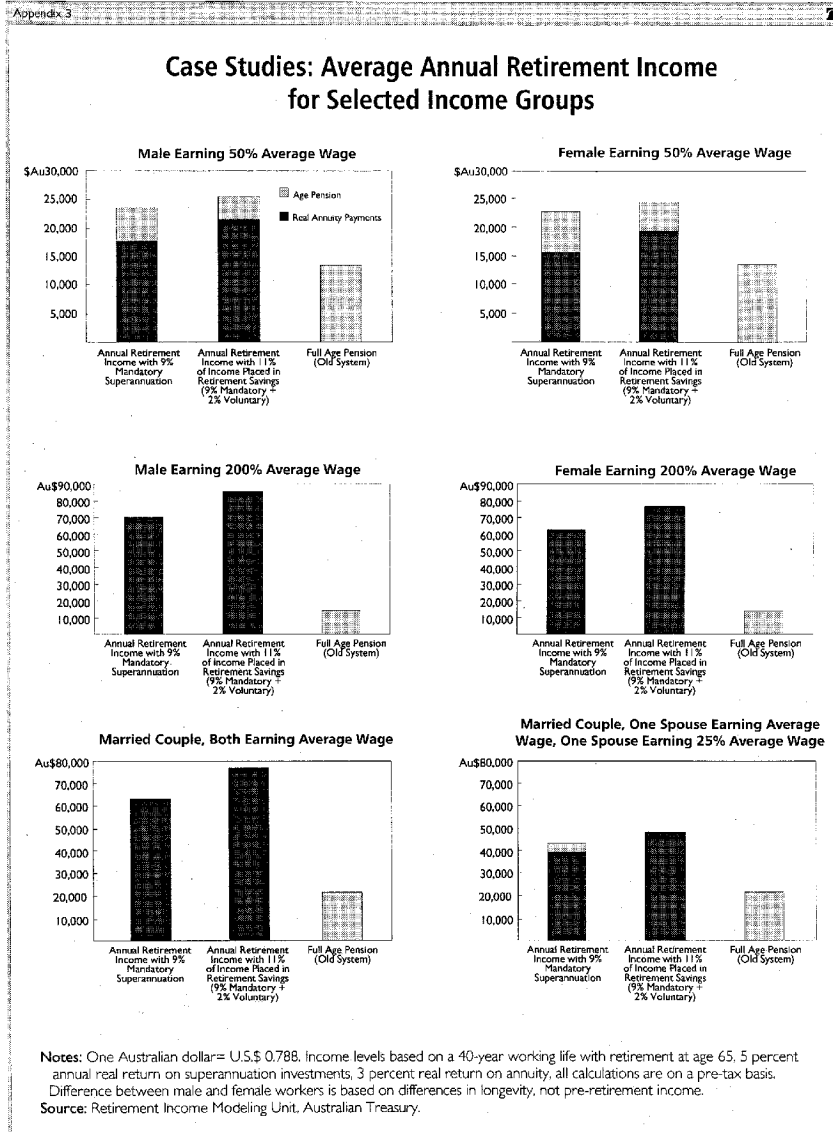 Appendix 3
Case Studies: Average Annual Retirement Income
for Selected Income Groups
Male Earning 50% Average Wage
$Au30,000
25,000
20,000
15,000
10,000
5,000
Age Pension
Real Annuity Payments
Annual Retirement
Income with 9%
Mandatory
Superannuation
Annual Retirement
Income with 11%
of Income Placed in
Retirement Savings
(9% Mandatory +
2% Voluntary)
Full Age Pension
(Old System)
Female Earning 50% Average Wage
$Au30,000
25,000
20,000
15,000
10,000
5,000
Annual Retirement
Income with 9%
Mandatory
Superannuation
Annual Retirement
Income with 11%
of Income Placed in
Retirement Savings
(9% Mandatory +
2% Voluntary)
Full Age Pension
(Old System)
Male Earning 200% Average Wage
Au$90,000
80,000
70,000
60,000
50,000
40,000
30,000
20,000
10,000
Annual Retirement
Income with 9%
Mandatory
Superannuation
Annual Retirement
Income with 11%
of Income Placed in
Retirement Savings
(9% Mandatory +
2% Voluntary)
Full Age Pension
(Old System)
Female Earning 200% Average Wage
Au$90,000
80,000
70,000
60,000
50,000
40,000
30,000
20,000
10,000
Annual Retirement
Income with 9%
Mandatory
Superannuation
Annual Retirement
Income with 11%
of Income Placed in
Retirement Savings
(9% Mandatory +
2% Voluntary)
Full Age Pension
(Old System)
Married Couple, Both Earning Average Wage
Au$80,000
70,000
60,000
50,000
40,000
30,000
20,000
10,000
Annual Retirement
Income with 9%
Mandatory
Superannuation
Annual Retirement
Income with 11%
of Income Placed in
Retirement Savings
(9% Mandatory +
2% Voluntary)
Full Age Pension
(Old System)
Married Couple, One Spouse Earning Average
Wage, One Spouse Earning 25% Average Wage
Au$80,000
70,000
60,000
50,000
40,000
30,000
20,000
10,000
Annual Retirement
Income with 9%
Mandatory
Superannuation
Annual Retirement
Income with 11%
of Income Placed in
Retirement Savings
(9% Mandatory +
2% Voluntary)
Full Age Pension
(Old System)
Notes: One Australian dollar= U.S.$ 0.788. Income levels based on a 40-year working life with retirement at age 65, 5 percent
annual real return on superannuation investments, 3 percent real return on annuity, all calculations are on a pre-tax basis.
Difference between male and female workers is based on differences in longevity, not pre-retirement income.
Source: Retirement Income Modeling Unit, Australian Treasury.